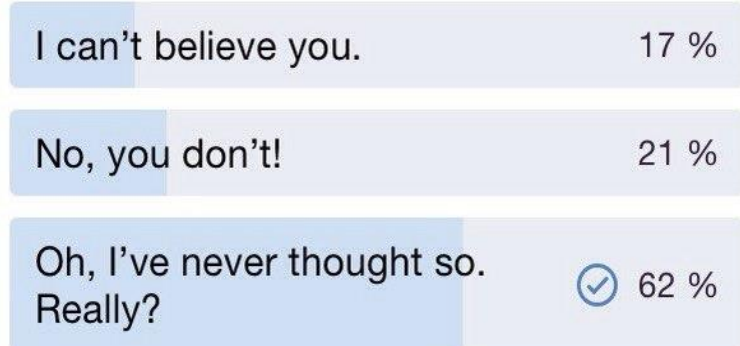 I can’t believe you. 17 %
No, you don’t! 21 %
Oh, I’ve never thought so.
Really? 62 %